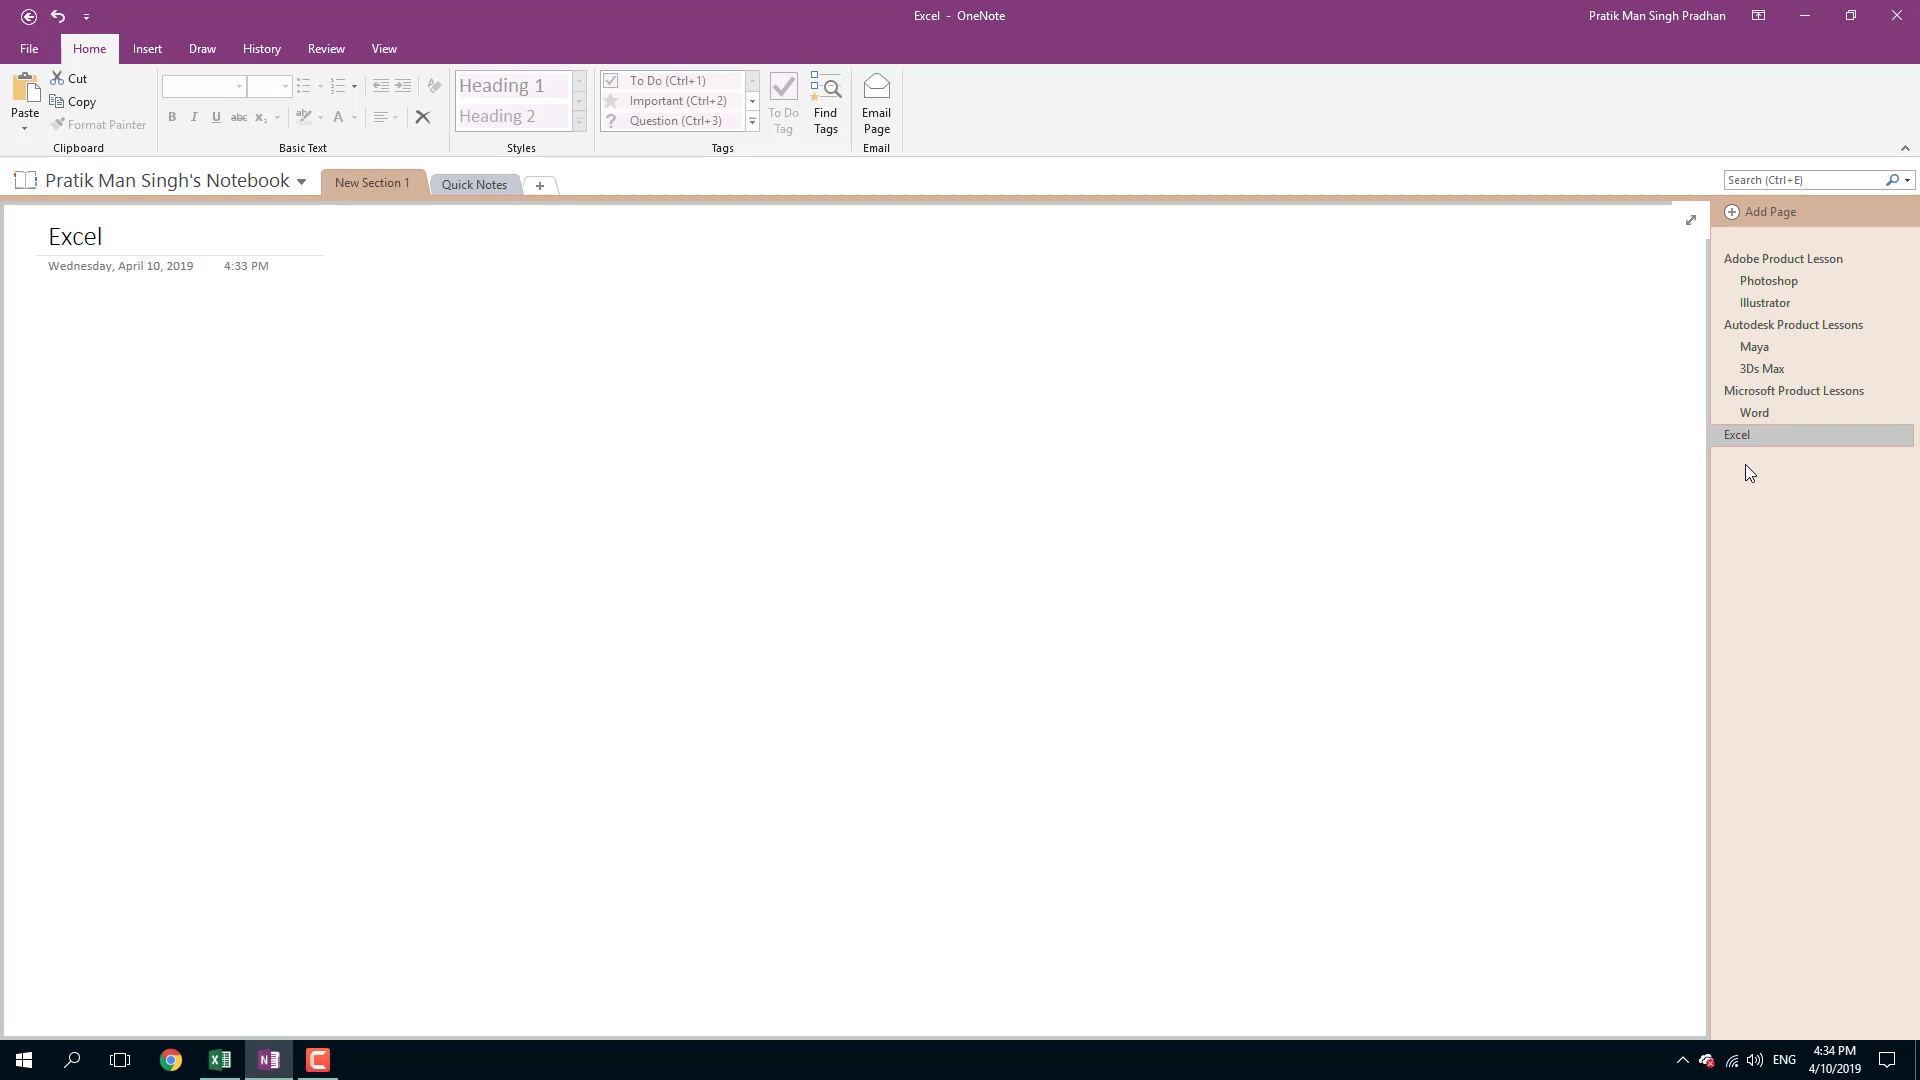 Excel - OneNote
Pratik Man Singh Pradhan
File Home Insert Draw History Review View
Paste
Cut
Copy
Format Painter
Clipboard
B I U abc x₂ ab A
Basic Text
Heading 1
Heading 2
Styles
To Do (Ctrl+1)
Important (Ctrl+2)
Question (Ctrl+3)
To Do
Tag
Find
Tags
Tags
Email
Page
Email
Pratik Man Singh's Notebook
New Section 1
Quick Notes
Search (Ctrl+E)
Excel
Wednesday, April 10, 2019 4:33 PM
Add Page
Adobe Product Lesson
Photoshop
Illustrator
Autodesk Product Lessons
Maya
3Ds Max
Microsoft Product Lessons
Word
Excel
ENG
4:34 PM
4/10/2019